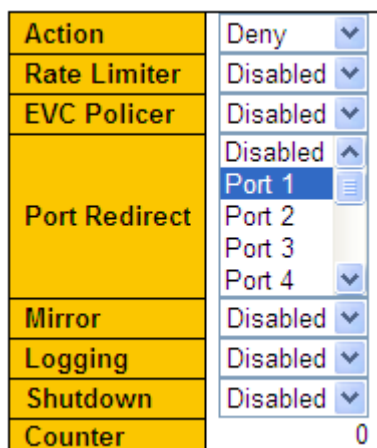 Action Deny
Rate Limiter Disabled
EVC Policer Disabled
Port Redirect Disabled
Port 1
Port 2
Port 3
Port 4
Mirror Disabled
Logging Disabled
Shutdown Disabled
Counter 0